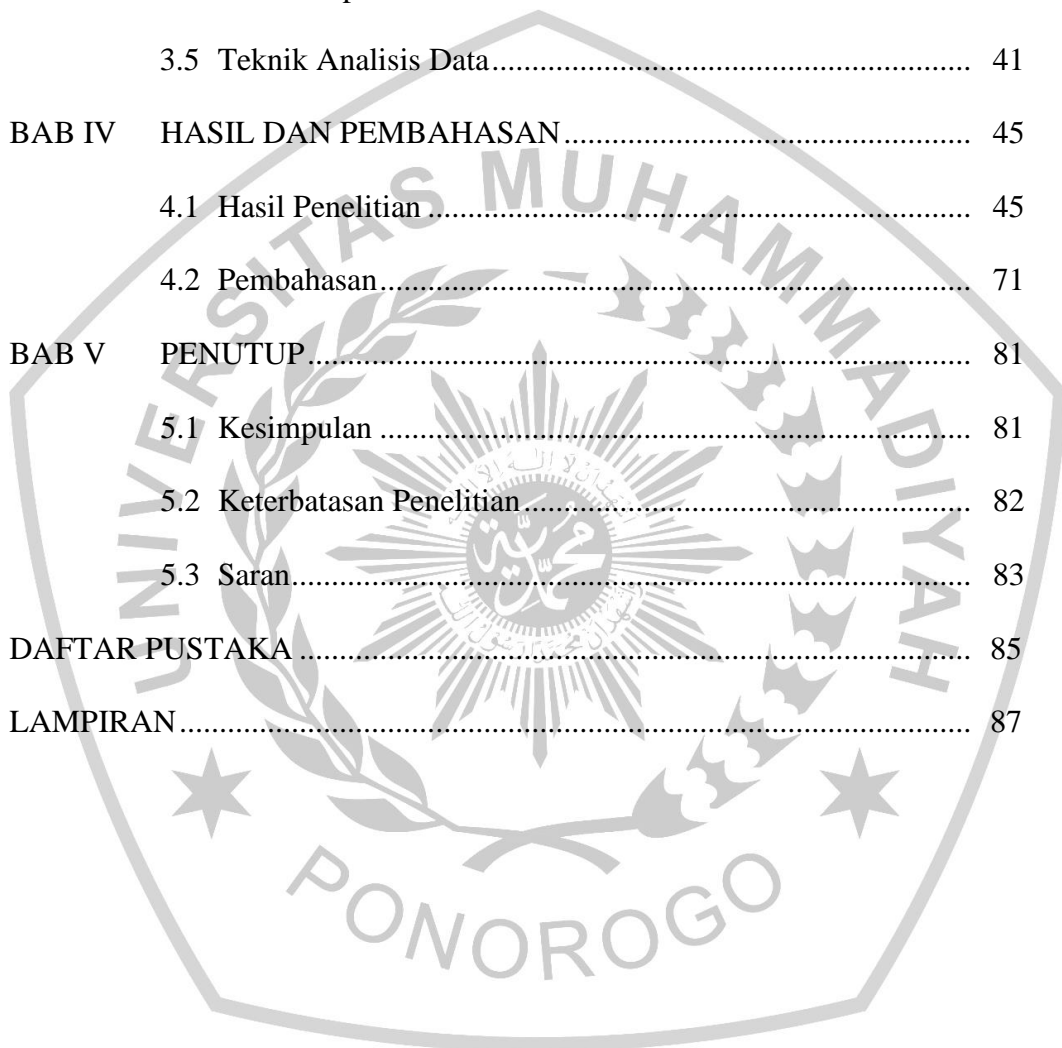 3.5 Teknik Analisis Data............................................................ 41
BAB IV HASIL DAN PEMBAHASAN.................................................. 45
4.1 Hasil Penelitian.................................................................... 45
4.2 Pembahasan.......................................................................... 71
BAB V PENUTUP................................................................................... 81
5.1 Kesimpulan.......................................................................... 81
5.2 Keterbatasan Penelitian........................................................ 82
5.3 Saran..................................................................................... 83
DAFTAR PUSTAKA.................................................................................... 85
LAMPIRAN................................................................................................... 87
UNIVERSITAS MUHAMMADIYAH
PONOROGO